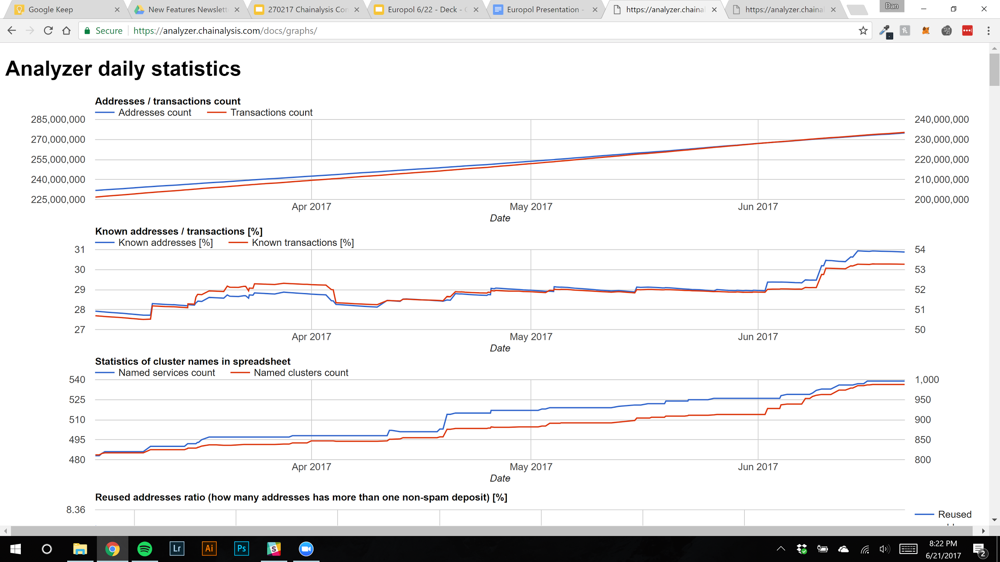 Google Keep
New Features Newslett
270217 Chainalysis Con
Europol 6/22 - Deck -
Europol Presentation -
https://analyzer.chainal
https://analyzer.chainal
Dan
Secure
https://analyzer.chainalysis.com/docs/graphs/
Analyzer daily statistics
Addresses / transactions count
Addresses count Transactions count
285,000,000 240,000,000
270,000,000 230,000,000
255,000,000 220,000,000
240,000,000 210,000,000
225,000,000 200,000,000
Apr 2017 May 2017 Jun 2017
Date
Known addresses / transactions [%]
Known addresses [%] Known transactions [%]
31 54
30 53
29 52
28 51
27 50
Apr 2017 May 2017 Jun 2017
Date
Statistics of cluster names in spreadsheet
Named services count Named clusters count
540 1,000
525 950
510 900
495 850
480 800
Apr 2017 May 2017 Jun 2017
Date
Reused addresses ratio (how many addresses has more than one non-spam deposit) [%]
8.36
Reused
Lr
Ai
Ps
S
8:22 PM
6/21/2017
2